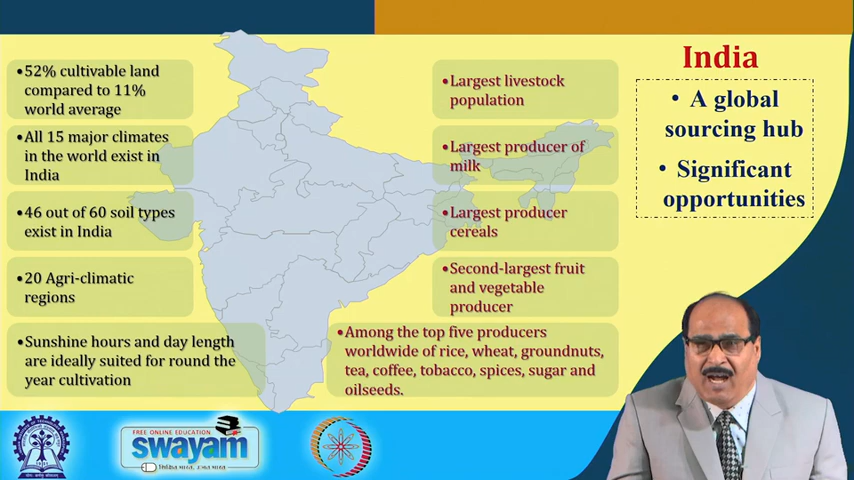 •52% cultivable land
compared to 11%
world average
•All 15 major climates
in the world exist in
India
•46 out of 60 soil types
exist in India
•20 Agri-climatic
regions
•Sunshine hours and day length
are ideally suited for round the
year cultivation
•Largest livestock
population
•Largest producer of
milk
•Largest producer
cereals
•Second-largest fruit
and vegetable
producer
•Among the top five producers
worldwide of rice, wheat, groundnuts,
tea, coffee, tobacco, spices, sugar and
oilseeds.
India
• A global
sourcing hub
• Significant
opportunities
FREE ONLINE EDUCATION
swayam